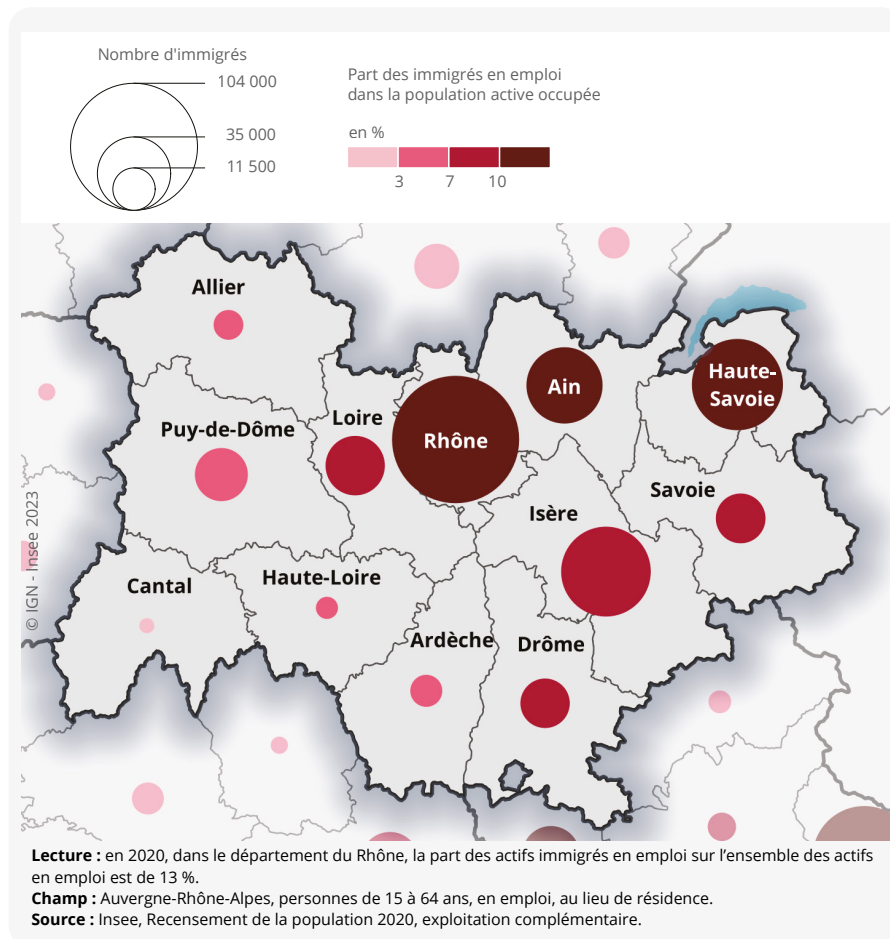 Nombre d'immigrés
104 000
35 000
11 500
Part des immigrés en emploi
dans la population active occupée
en %
3 7 10
Allier
Puy-de-Dôme
Loire
Rhône
Ain
Haute-
Savoie
Savoie
Isère
Cantal
Haute-Loire
Ardèche
Drôme
© IGN - Insee 2023
Lecture : en 2020, dans le département du Rhône, la part des actifs immigrés en emploi sur l'ensemble des actifs
en emploi est de 13 %.
Champ : Auvergne-Rhône-Alpes, personnes de 15 à 64 ans, en emploi, au lieu de résidence.
Source : Insee, Recensement de la population 2020, exploitation complémentaire.